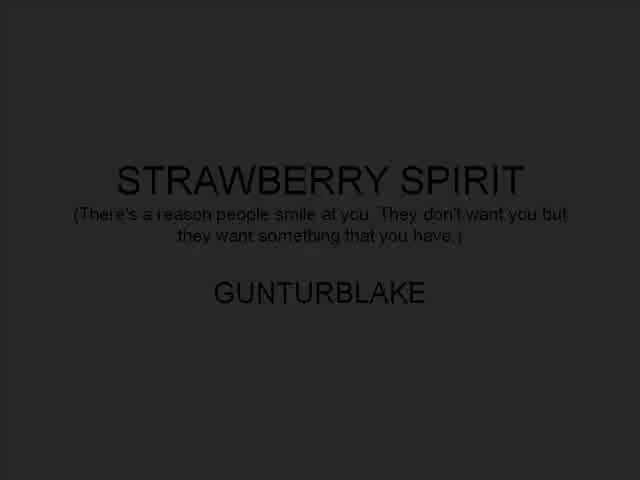 STRAWBERRY SPIRIT
(There's a reason people smile at you. They don't want you but
they want something that you have.)
GUNTURBLAKE